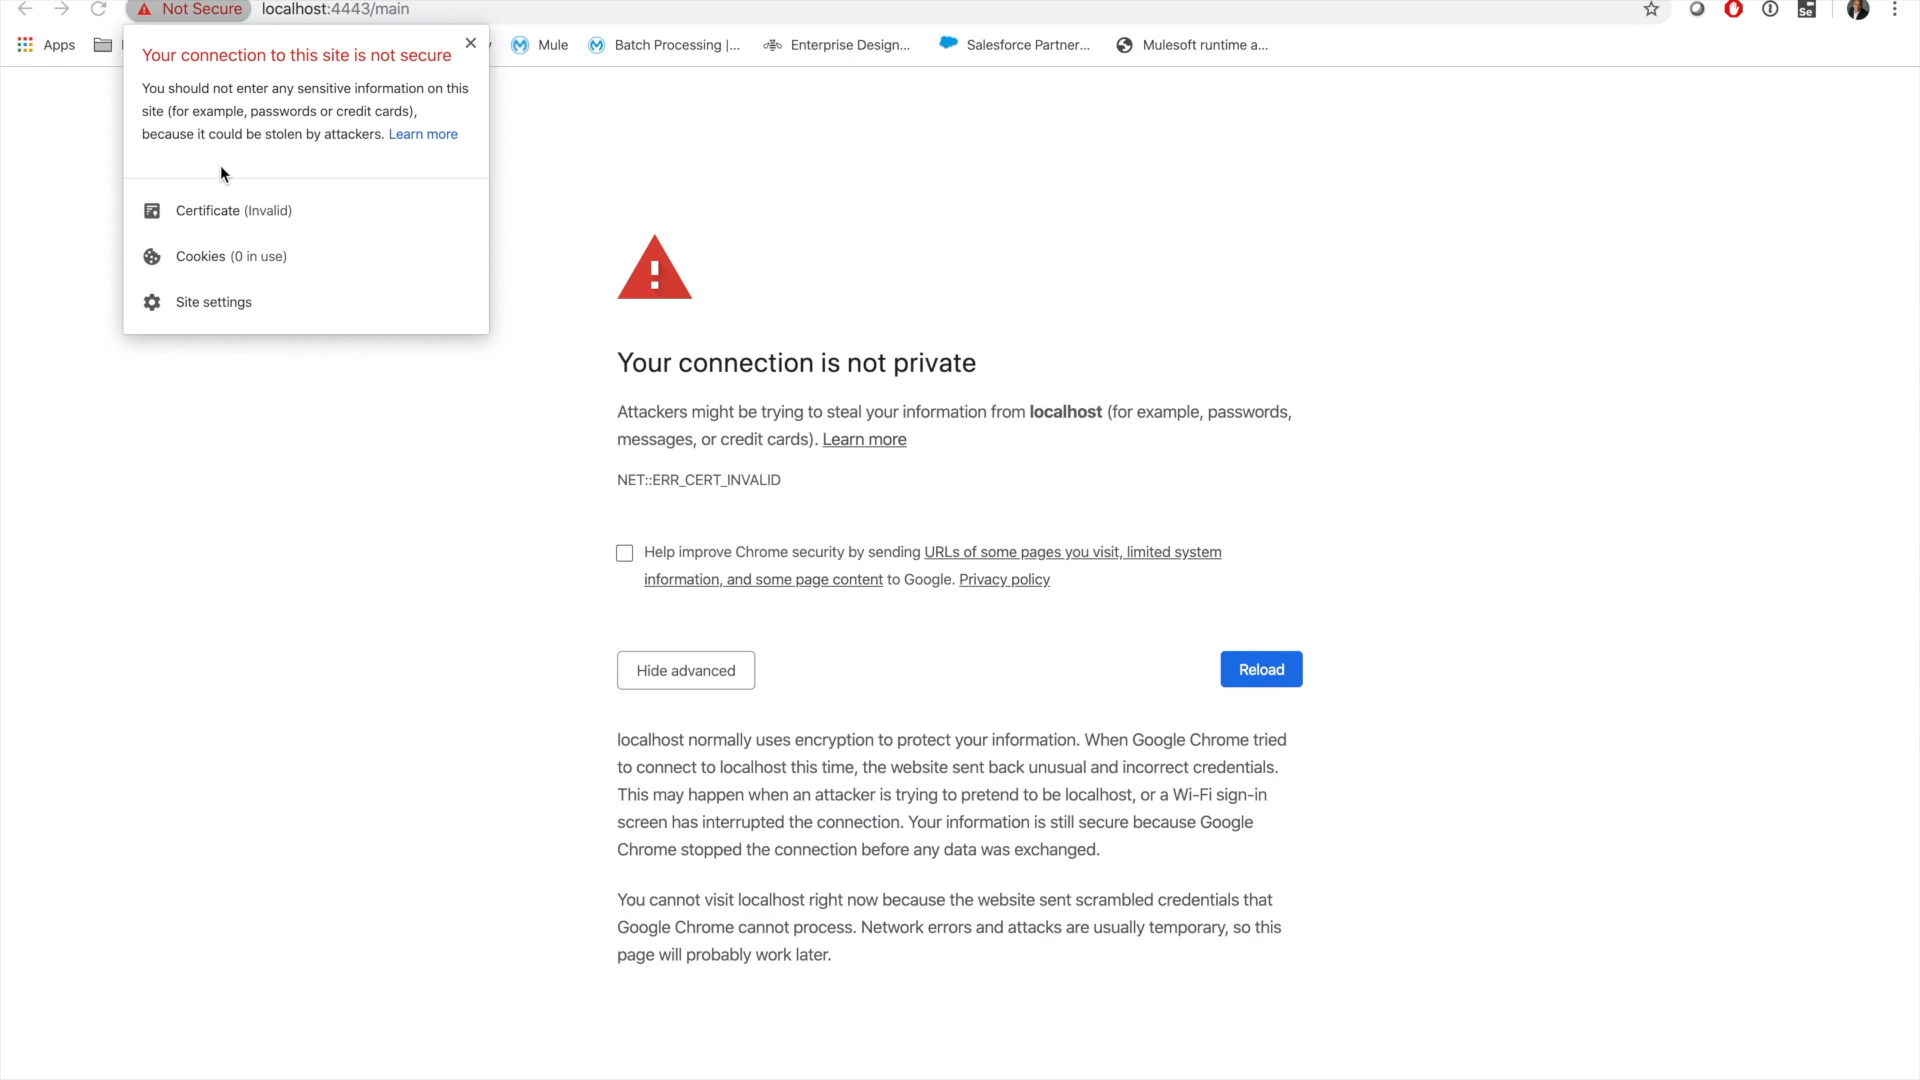 Not Secure localhost:4443/main
Se
Apps
Mule
Batch Processing |...
Enterprise Design...
Salesforce Partner...
Mulesoft runtime a...
Your connection to this site is not secure
You should not enter any sensitive information on this
site (for example, passwords or credit cards),
because it could be stolen by attackers. Learn more
Certificate (Invalid)
Cookies (0 in use)
Site settings
Your connection is not private
Attackers might be trying to steal your information from localhost (for example, passwords,
messages, or credit cards). Learn more
NET::ERR_CERT_INVALID
Help improve Chrome security by sending URLs of some pages you visit, limited system
information, and some page content to Google. Privacy policy
Hide advanced
Reload
localhost normally uses encryption to protect your information. When Google Chrome tried
to connect to localhost this time, the website sent back unusual and incorrect credentials.
This may happen when an attacker is trying to pretend to be localhost, or a Wi-Fi sign-in
screen has interrupted the connection. Your information is still secure because Google
Chrome stopped the connection before any data was exchanged.
You cannot visit localhost right now because the website sent scrambled credentials that
Google Chrome cannot process. Network errors and attacks are usually temporary, so this
page will probably work later.